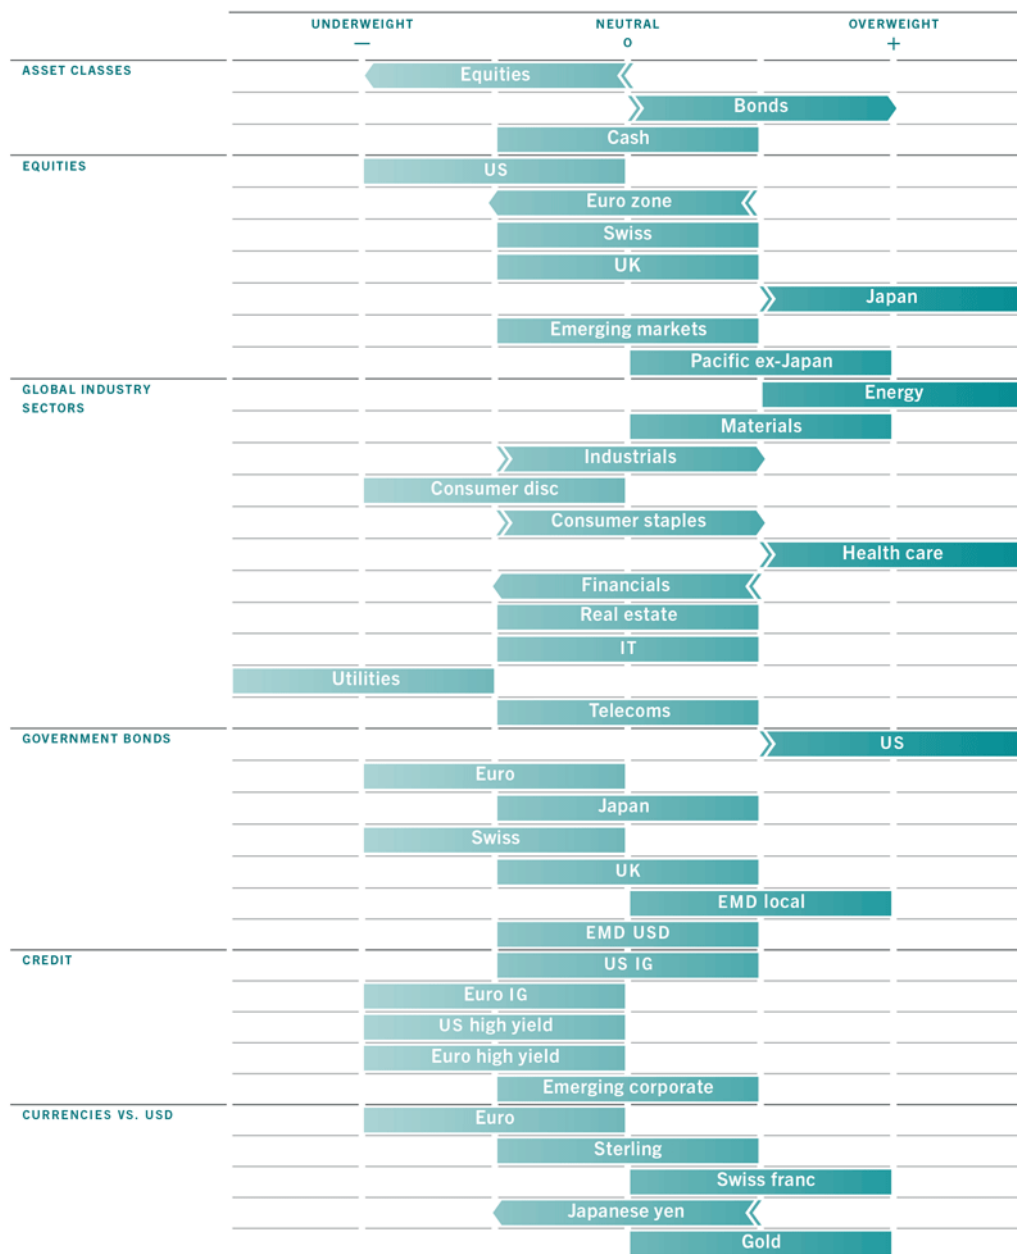 UNDERWEIGHT NEUTRAL OVERWEIGHT
— o +
ASSET CLASSES
Equities
Bonds
Cash
EQUITIES
US
Euro zone
Swiss
UK
Japan
Emerging markets
Pacific ex-Japan
GLOBAL INDUSTRY
SECTORS
Energy
Materials
Industrials
Consumer disc
Consumer staples
Health care
Financials
Real estate
IT
Utilities
Telecoms
GOVERNMENT BONDS
US
Euro
Japan
Swiss
UK
EMD local
EMD USD
CREDIT
US IG
Euro IG
US high yield
Euro high yield
Emerging corporate
CURRENCIES VS. USD
Euro
Sterling
Swiss franc
Japanese yen
Gold